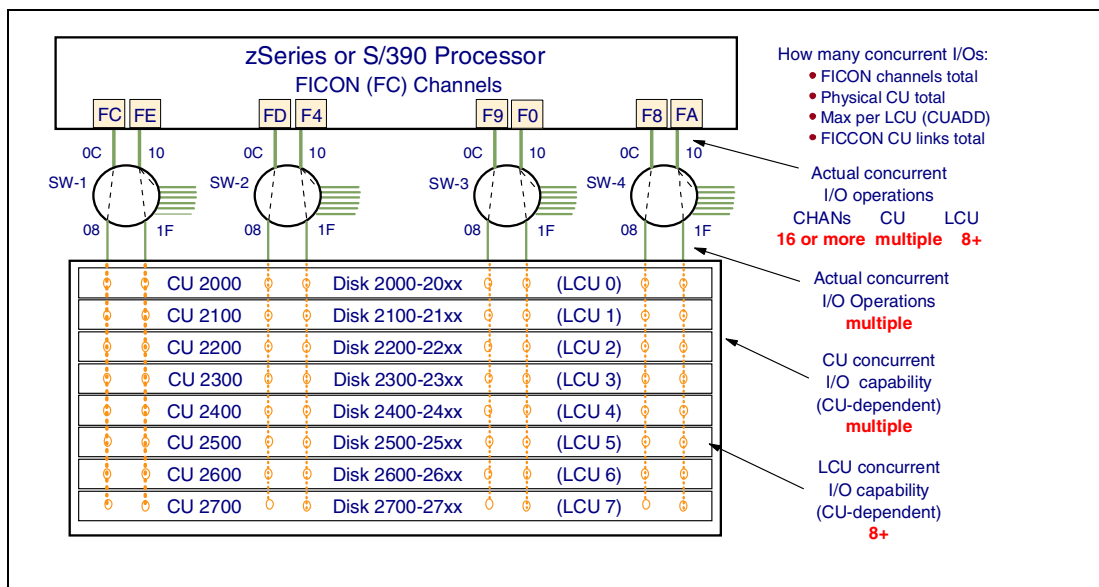 zSeries or S/390 Processor
FICON (FC) Channels
FC FE FD F4 F9 F0 F8 FA
0C 10 0C 10 0C 10 0C 10
SW-1 SW-2 SW-3 SW-4
08 1F 08 1F 08 1F 08 1F
CU 2000 Disk 2000-20xx (LCU 0)
CU 2100 Disk 2100-21xx (LCU 1)
CU 2200 Disk 2200-22xx (LCU 2)
CU 2300 Disk 2300-23xx (LCU 3)
CU 2400 Disk 2400-24xx (LCU 4)
CU 2500 Disk 2500-25xx (LCU 5)
CU 2600 Disk 2600-26xx (LCU 6)
CU 2700 Disk 2700-27xx (LCU 7)
How many concurrent I/Os:
• FICON channels total
• Physical CU total
• Max per LCU (CUADD)
• FICCON CU links total
Actual concurrent
I/O operations
CHANs CU LCU
16 or more multiple 8+
Actual concurrent
I/O Operations
multiple
CU concurrent
I/O capability
(CU-dependent)
multiple
LCU concurrent
I/O capability
(CU-dependent)
8+